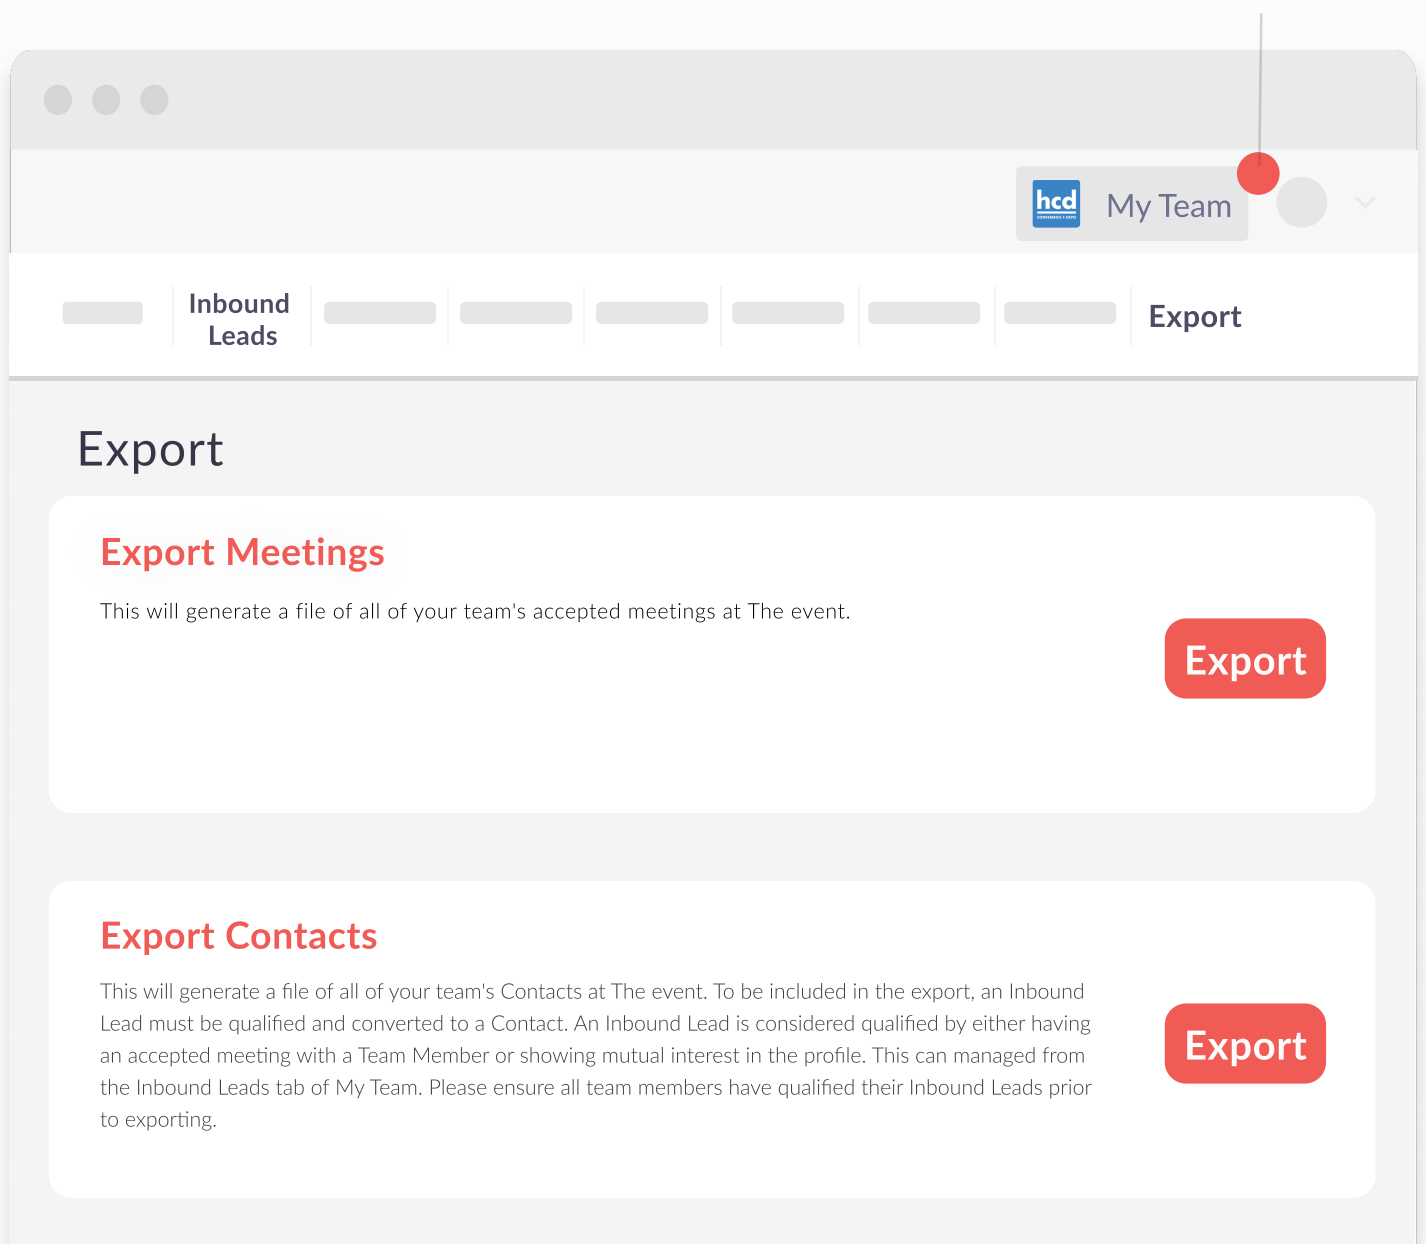 hcd
CONFERENCE + EXPO
My Team
Inbound
Leads
Export
Export
Export Meetings
This will generate a file of all of your team's accepted meetings at The event.
Export
Export Contacts
This will generate a file of all of your team's Contacts at The event. To be included in the export, an Inbound
Lead must be qualified and converted to a Contact. An Inbound Lead is considered qualified by either having
an accepted meeting with a Team Member or showing mutual interest in the profile. This can managed from
the Inbound Leads tab of My Team. Please ensure all team members have qualified their Inbound Leads prior
to exporting.
Export